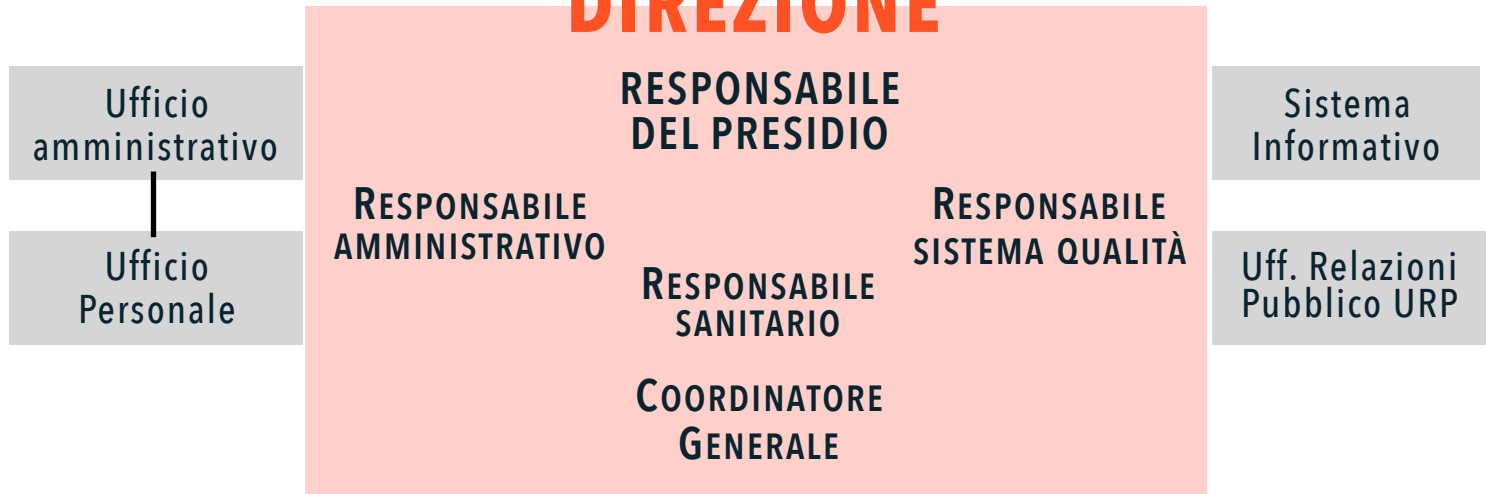 DIREZIONE
Ufficio
amministrativo
Ufficio
Personale
RESPONSABILE
DEL PRESIDIO
RESPONSABILE
AMMINISTRATIVO
RESPONSABILE
SISTEMA QUALITÀ
RESPONSABILE
SANITARIO
COORDINATORE
GENERALE
Sistema
Informativo
Uff. Relazioni
Pubblico URP